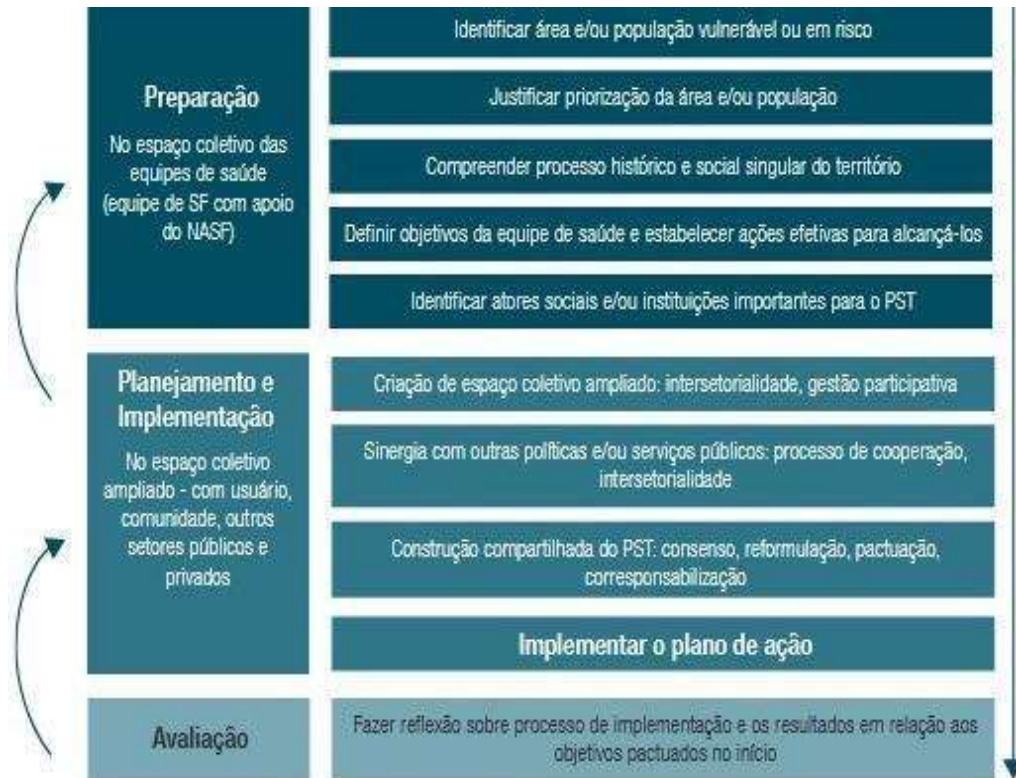 Preparação
No espaço coletivo das
equipes de saúde
(equipe de SF com apoio
do NASF)
Identificar área e/ou população vulnerável ou em risco
Justificar priorização da área e/ou população
Compreender processo histórico e social singular do território
Definir objetivos da equipe de saúde e estabelecer ações efetivas para alcançá-los
Identificar atores sociais e/ou instituições importantes para o PST
Planejamento e
Implementação
No espaço coletivo
ampliado - com usuário,
comunidade, outros
setores públicos e
privados
Criação de espaço coletivo ampliado: intersetorialidade, gestão participativa
Sinergia com outras políticas e/ou serviços públicos: processo de cooperação,
intersetorialidade
Construção compartilhada do PST: consenso, reformulação, pactuação,
corresponsabilização
Implementar o plano de ação
Avaliação
Fazer reflexão sobre processo de implementação e os resultados em relação aos
objetivos pactuados no início